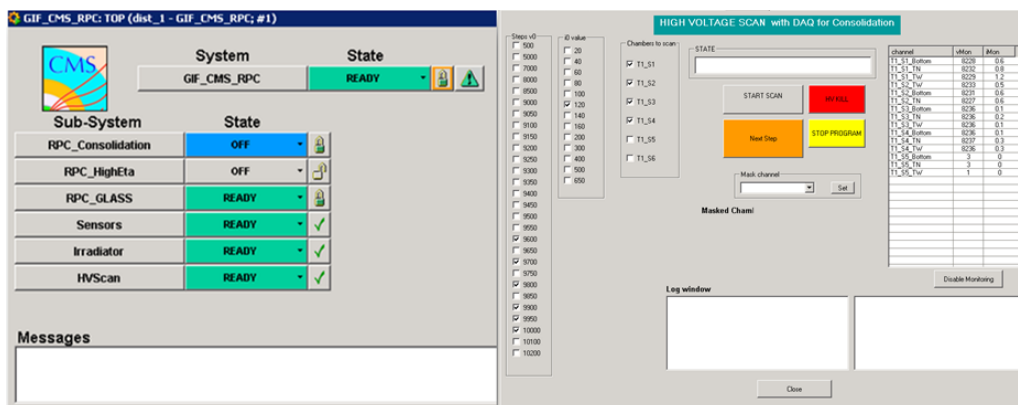 GIF_CMS_RPC: TOP (dist_1 - GIF_CMS_RPC; #1)
CMS
System State
GIF_CMS_RPC READY
Sub-System State
RPC_Consolidation OFF
RPC_HighEta OFF
RPC_GLASS READY
Sensors READY
Irradiator READY
HVScan READY
Messages
HIGH VOLTAGE SCAN with DAQ for Consolidation
Steps v0
500
5000
7000
8000
8500
9000
9050
9100
9150
9200
9250
9300
9350
9400
9450
9500
9550
9600
9650
9700
9750
9800
9850
9900
9950
10000
10100
10200
i0 value
20
40
60
80
100
120
140
160
200
300
400
500
650
Chambers to scan
T1_S1
T1_S2
T1_S3
T1_S4
T1_S5
T1_S6
STATE
START SCAN
HV KILL
Next Step
STOP PROGRAM
Mask channel
Set
Masked Chami
channel vMon iMon
T1_S1_Bottom 8228 0.6
T1_S1_TN 8232 0.8
T1_S1_TW 8229 1.2
T1_S2_TW 8233 0.5
T1_S2_Bottom 8231 0.6
T1_S2_TN 8227 0.6
T1_S3_Bottom 8236 0.1
T1_S3_TN 8236 0.2
T1_S3_TW 8236 0.1
T1_S4_Bottom 8236 0.1
T1_S4_TN 8237 0.3
T1_S4_TW 8236 0.3
T1_S5_Bottom 3 0
T1_S5_TN 3 0
T1_S5_TW 1 0
Disable Monitoring
Log window
Close